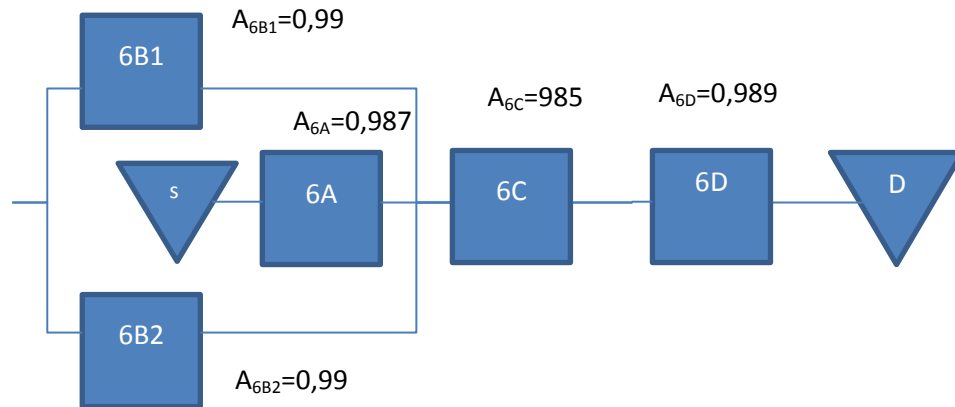 A6B1=0,99
6B1
A6C=985
A6D=0,989
A6A=0,987
s
6A
6C
6D
D
6B2
A6B2=0,99